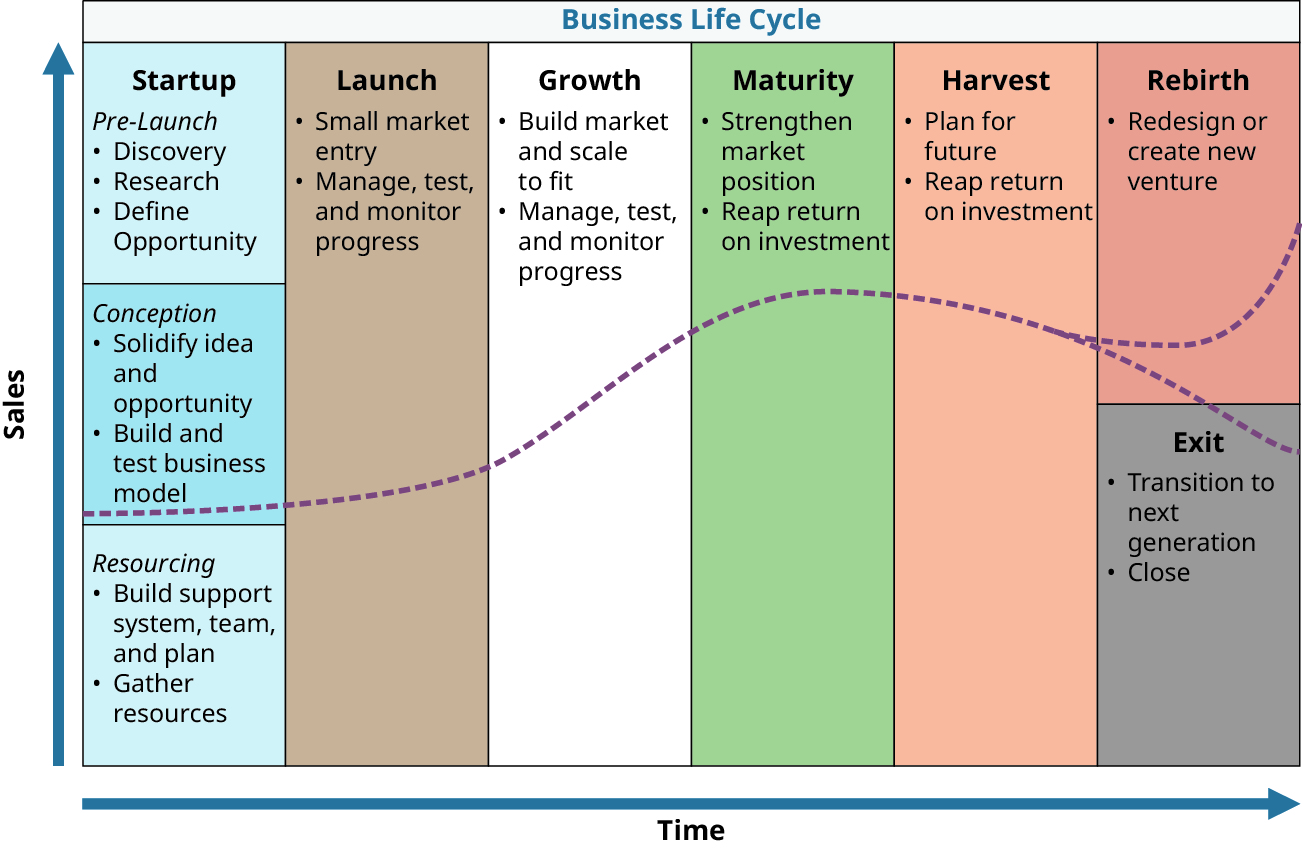 Business Life Cycle
Sales
Startup
Pre-Launch
• Discovery
• Research
• Define
Opportunity
Conception
• Solidify idea
and
opportunity
• Build and
test business
model
Resourcing
• Build support
system, team,
and plan
• Gather
resources
Launch
• Small market
entry
• Manage, test,
and monitor
progress
Growth
• Build market
and scale
to fit
• Manage, test,
and monitor
progress
Maturity
• Strengthen
market
position
• Reap return
on investment
Harvest
• Plan for
future
• Reap return
on investment
Rebirth
• Redesign or
create new
venture
Exit
• Transition to
next
generation
• Close
Time